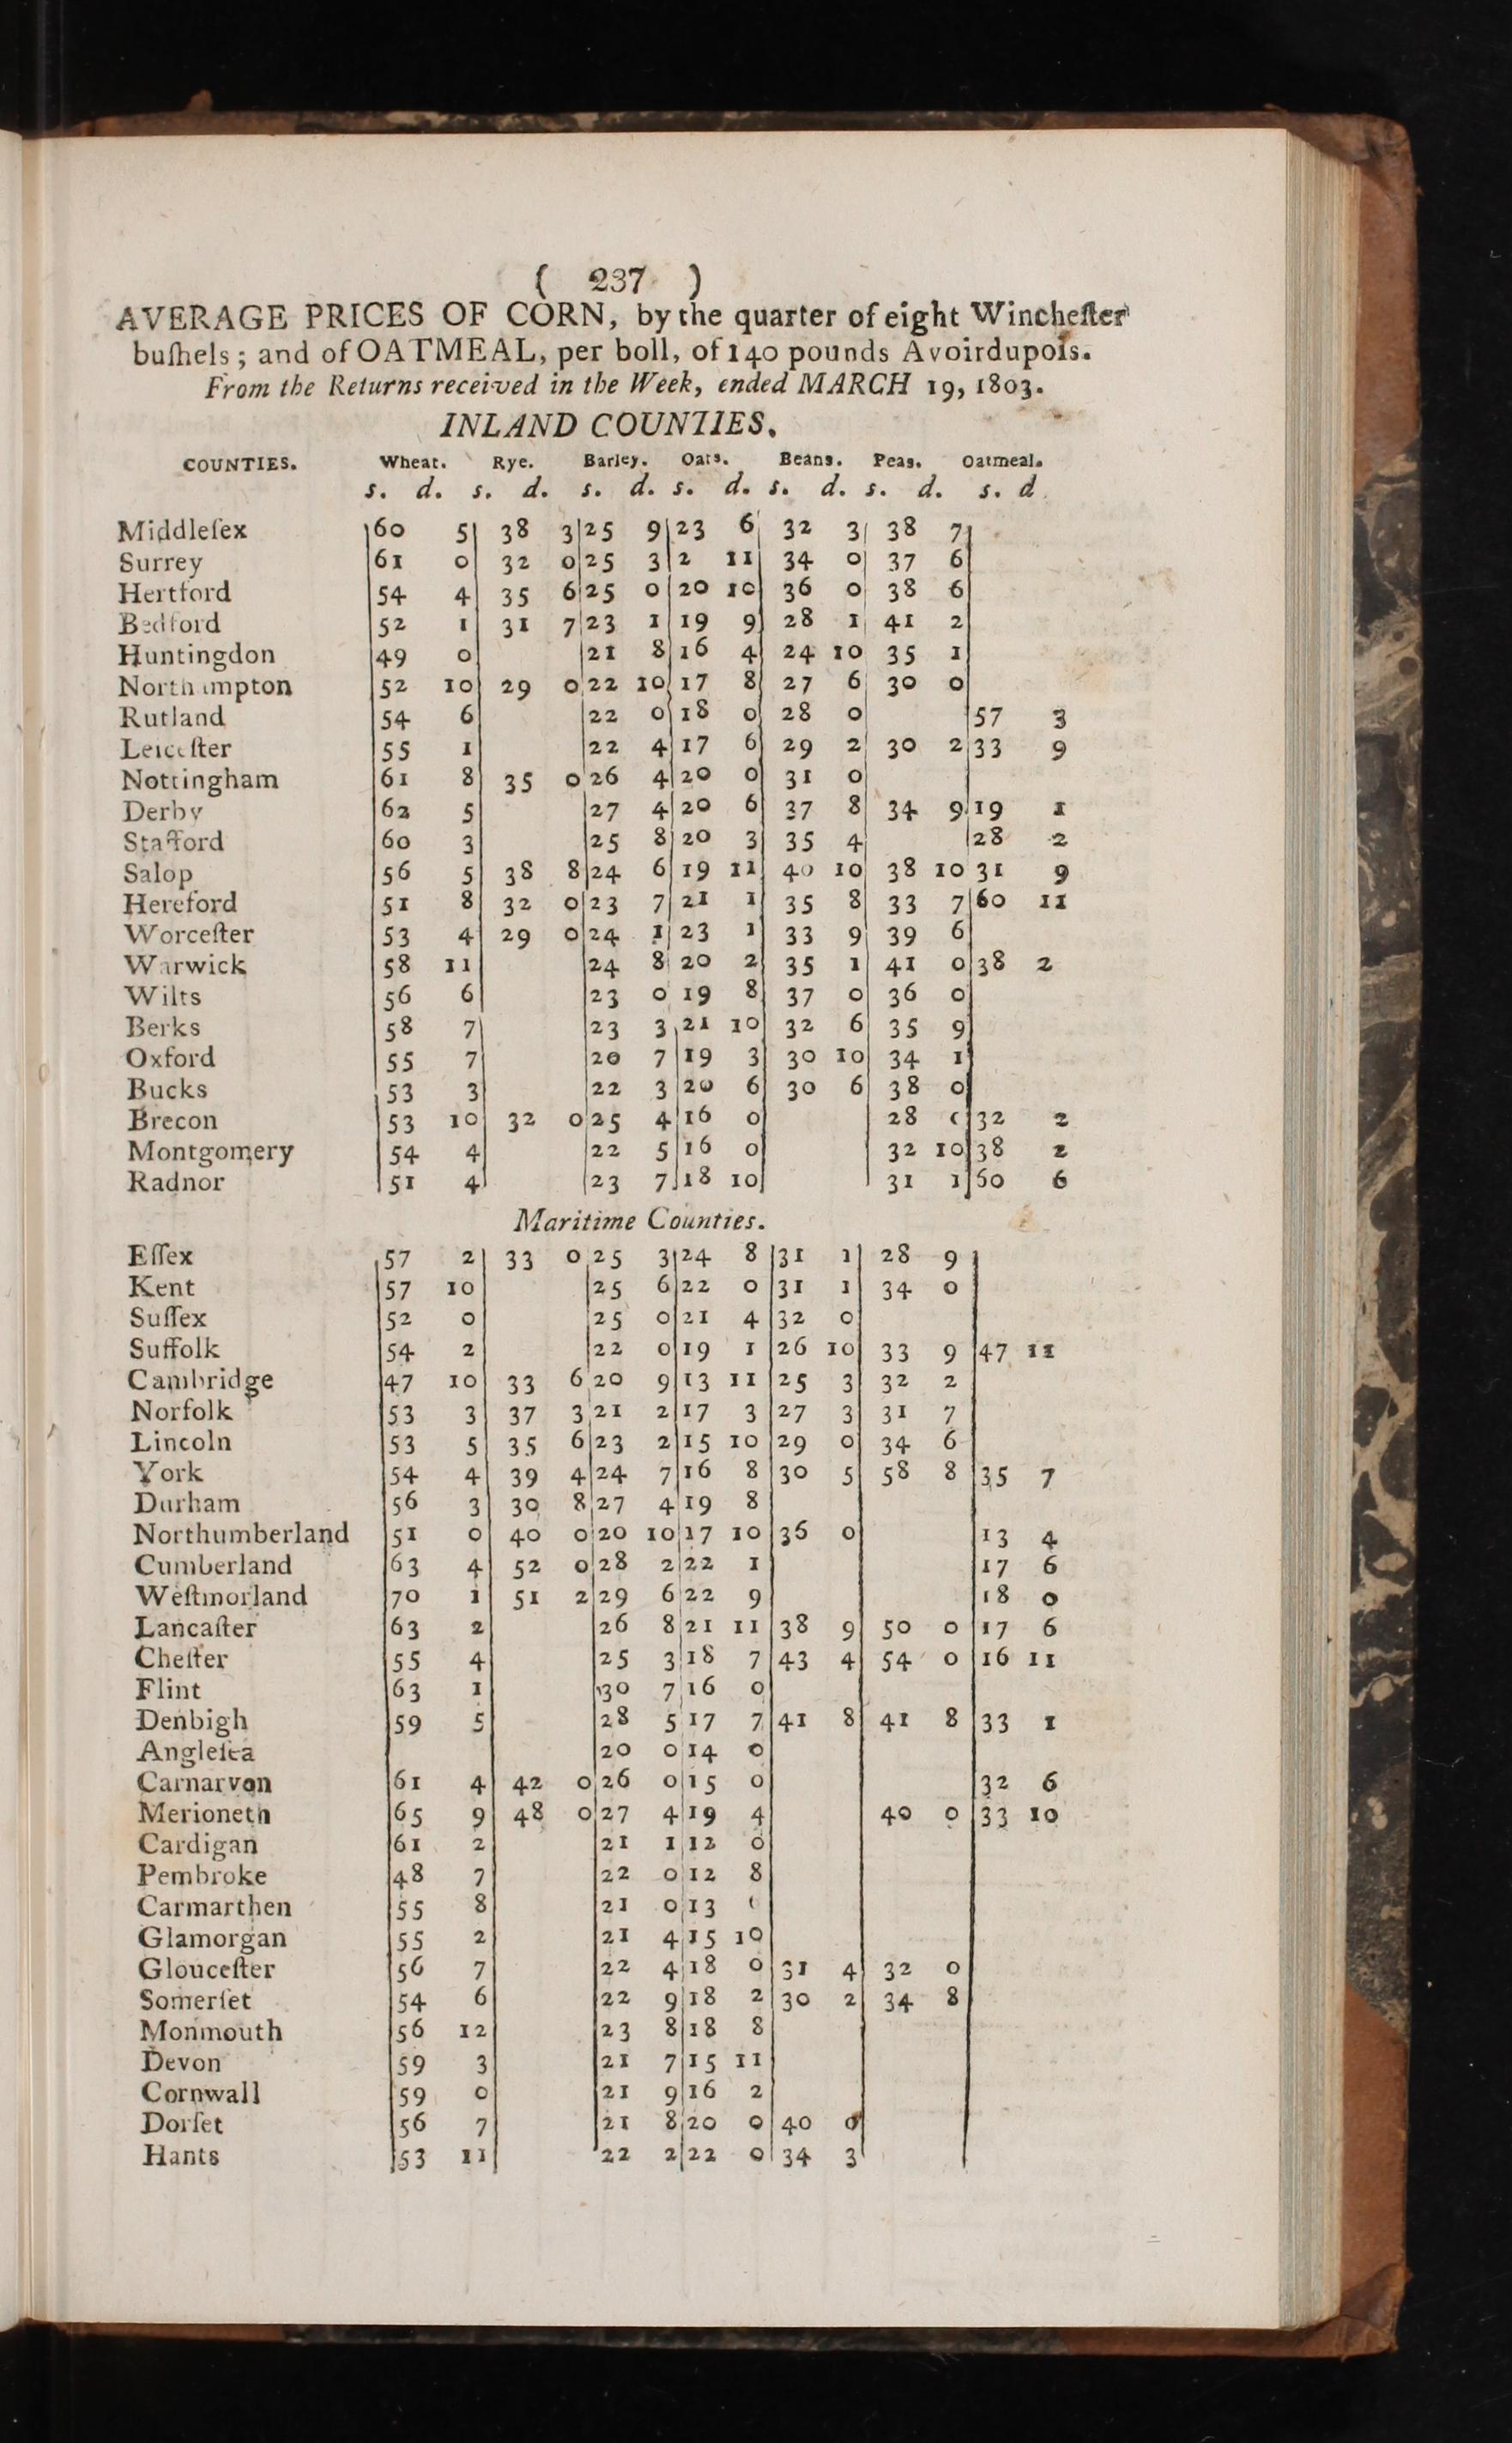 ( 237 )
AVERAGE PRICES OF CORN, by the quarter of eight Wincheſter
buſhels; and of OATMEAL, per boll, of 140 pounds Avoirdupois.
From the Returns received in the Week, ended MARCH 19, 1803.
INLAND COUNTIES.
COUNTIES. Wheat. Rye. Barley. Oats. Beans. Peas. Oatmeal.
s. d. s. d. s. d. s. d. s. d. s. d. s. d
Middleſex 60 5 38 3 25 9 23 6 32 3 38 7
Surrey 61 0 32 0 25 3 2 11 34 0 37 6
Hertford 54 4 35 6 25 0 20 10 36 0 38 6
Bedford 52 1 31 7 23 1 19 9 28 1 41 2
Huntingdon 49 0 21 8 16 4 24 10 35 1
North mpton 52 10 29 0 22 10 17 8 27 6 30 0
Rutland 54 6 22 0 18 0 28 0 57 3
Leiceſter 55 1 22 4 17 6 29 2 30 2 33 9
Nottingham 61 8 35 0 26 4 20 0 31 0
Derby 62 5 27 4 20 6 37 8 34 9 19 1
Stafford 60 3 25 8 20 3 35 4 28 2
Salop 56 5 38 8 24 6 19 11 40 10 38 10 31 9
Hereford 51 8 32 0 23 7 21 1 35 8 33 7 60 11
Worceſter 53 4 29 0 24 1 23 1 33 9 39 6
Warwick 58 11 24 8 20 2 35 1 41 0 38 2
Wilts 56 6 23 0 19 8 37 0 36 0
Berks 58 7 23 3 21 10 32 6 35 9
Oxford 55 7 20 7 19 3 30 10 34 1
Bucks 53 3 22 3 20 6 30 6 38 0
Brecon 53 10 32 0 25 4 16 0 28 32 2
Montgomery 54 4 22 5 16 0 32 10 38 2
Radnor 51 4 23 7 18 10 31 1 60 6
Maritime Counties.
Eſſex 57 2 33 0 25 3 24 8 31 1 28 9
Kent 57 10 25 6 22 0 31 1 34 0
Suſſex 52 0 25 0 21 4 32 0
Suffolk 54 2 22 0 19 1 26 10 33 9 47 11
Cambridge 47 10 33 6 20 9 13 11 25 3 32 2
Norfolk 53 3 37 3 21 2 17 3 27 3 31 7
Lincoln 53 5 35 6 23 2 15 10 29 0 34 6
York 54 4 39 4 24 7 16 8 30 5 58 8 35 7
Durham 56 3 30 8 27 4 19 8
Northumberland 51 0 40 0 20 10 17 10 36 0 13 4
Cumberland 63 4 52 0 28 2 22 1 17 6
Weſtmorland 70 1 51 2 29 6 22 9 18 0
Lancaſter 63 2 26 8 21 11 38 9 50 0 17 6
Cheſter 55 4 25 3 18 7 43 4 54 0 16 11
Flint 63 1 30 7 16 0
Denbigh 59 5 28 5 17 7 41 8 41 8 33 1
Angleſea 20 0 14 0
Carnarvon 61 4 42 0 26 0 15 0 32 6
Merioneth 65 9 48 0 27 4 19 4 40 0 33 10
Cardigan 61 2 21 1 12 0
Pembroke 48 7 22 0 12 8
Carmarthen 55 8 21 0 13
Glamorgan 55 2 21 4 15 10
Glouceſter 56 7 22 4 18 0 31 4 32 0
Somerſet 54 6 22 9 18 2 30 2 34 8
Monmouth 56 12 23 8 18 8
Devon 59 3 21 7 15 11
Cornwall 59 0 21 9 16 2
Dorſet 56 7 21 8 20 0 40 0
Hants 53 11 22 2 22 0 34 3